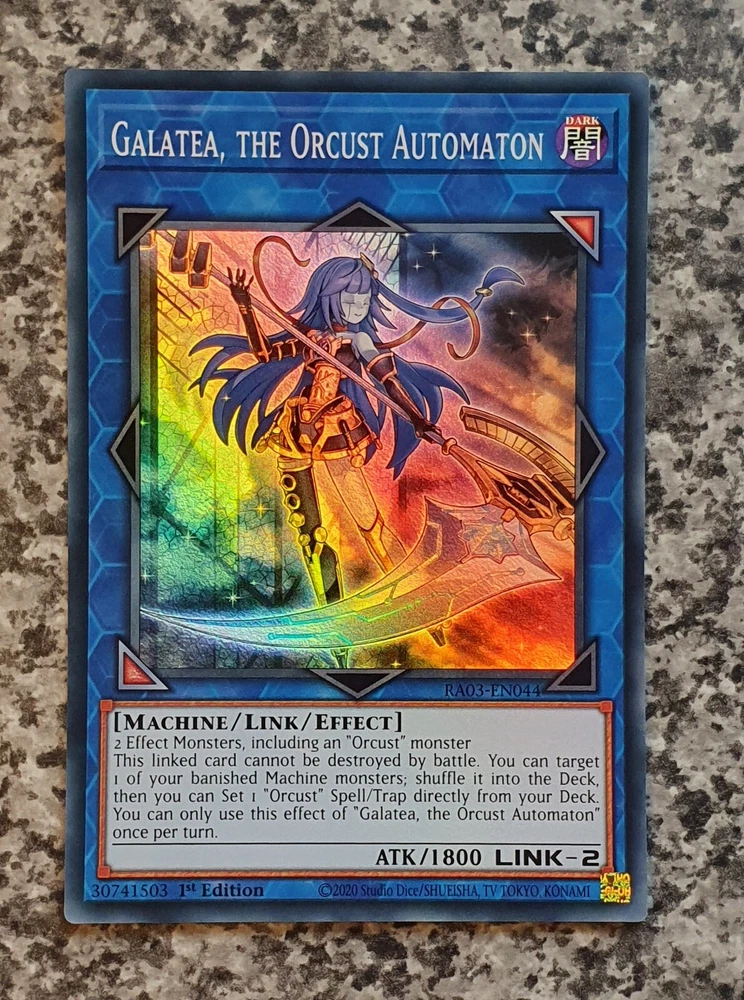 GALATEA, THE ORCUST AUTOMATON
DARK
闇
RA03-EN044
[MACHINE/LINK/EFFECT]
2 Effect Monsters, including an "Orcust" monster
This linked card cannot be destroyed by battle. You can target
1 of your banished Machine monsters; shuffle it into the Deck,
then you can Set 1 "Orcust" Spell/Trap directly from your Deck.
You can only use this effect of "Galatea, the Orcust Automaton"
once per turn.
ATK/1800 LINK-2
30741503 1st Edition ©2020 Studio Dice/SHUEISHA, TV TOKYO, KONAMI